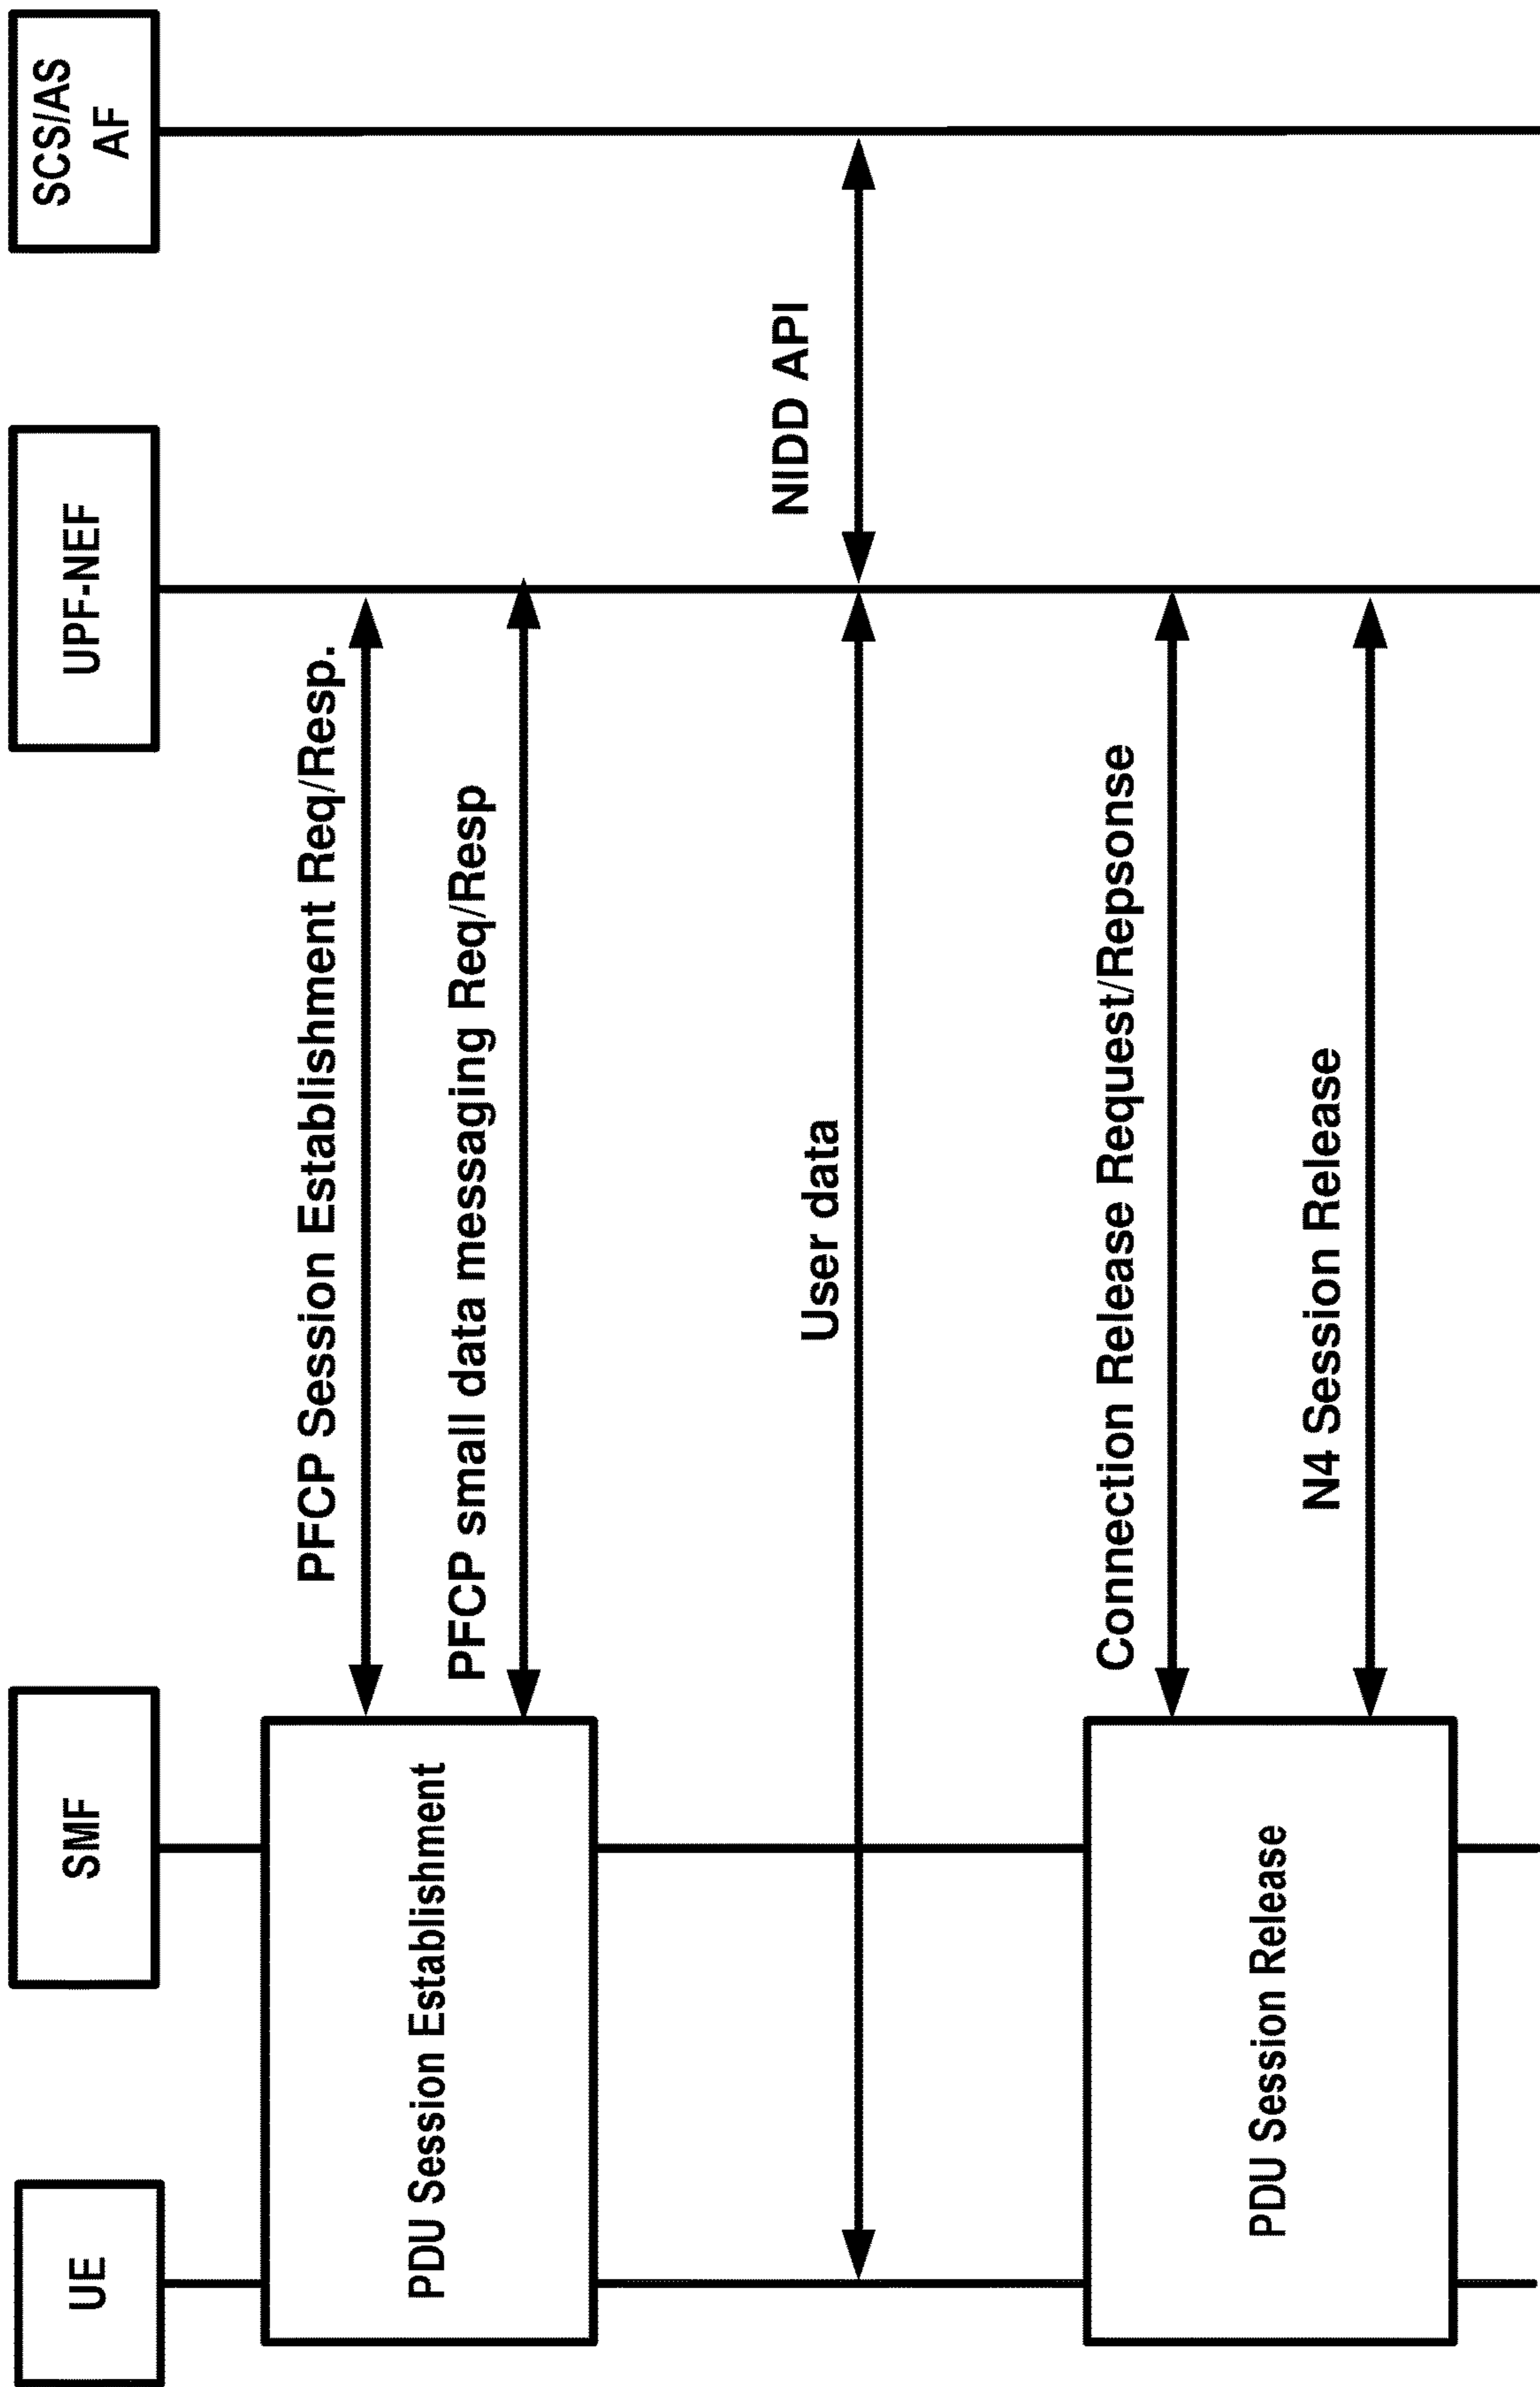 UE
SMF
UPF-NEF
SCS/AS
AF
PDU Session Establishment
PFCP Session Establishment Req/Resp.
PFCP small data messaging Req/Resp
User data
NIDD API
PDU Session Release
Connection Release Request/Repsonse
N4 Session Release